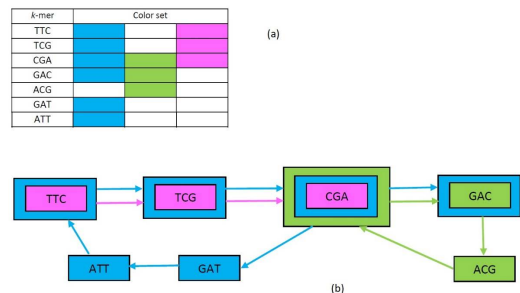 k-mer Color set
TTC
TCG
CGA
GAC
ACG
GAT
ATT
(a)
TTC TCG CGA GAC
ATT GAT ACG
(b)